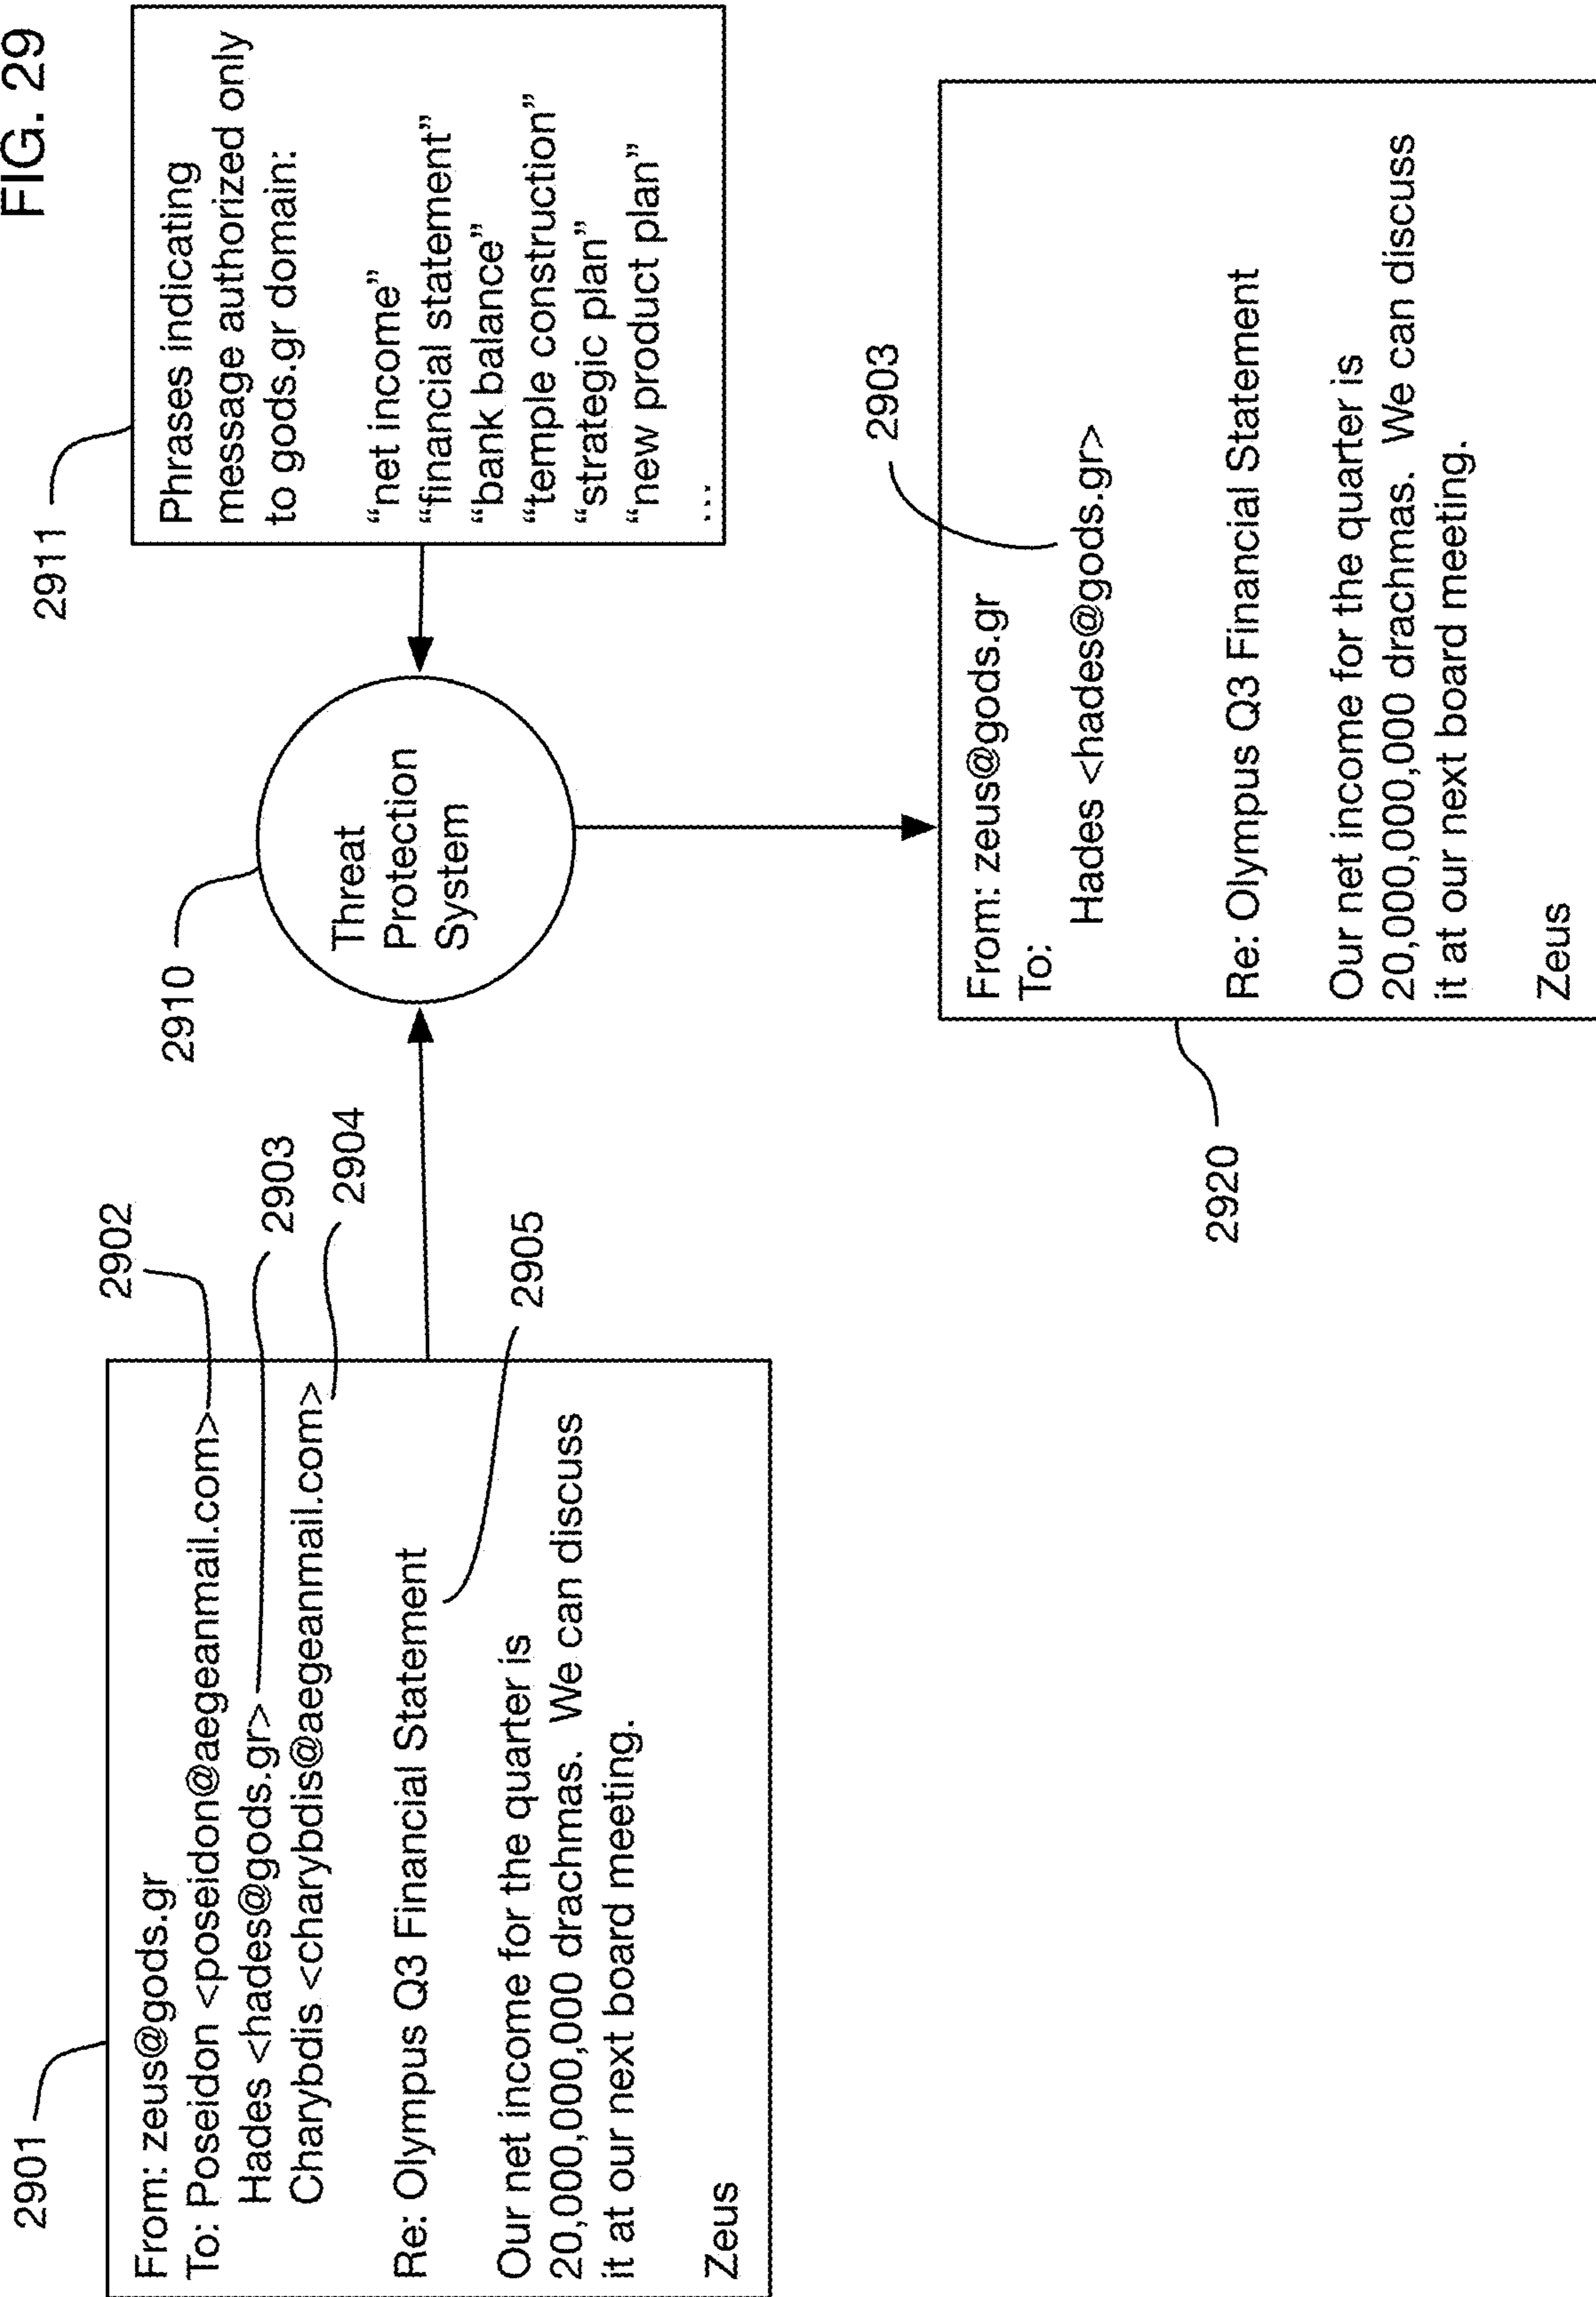 FIG. 29
2901
From: zeus@gods.gr
To: Poseidon <poseidon@aegeanmail.com>
Hades <hades@gods.gr>
Charybdis <charybdis@aegeanmail.com>
Re: Olympus Q3 Financial Statement
Our net income for the quarter is
20,000,000,000 drachmas. We can discuss
it at our next board meeting.
Zeus
2902
2903
2904
2905
2910
Threat
Protection
System
2911
Phrases indicating
message authorized only
to gods.gr domain:
“net income”
“financial statement”
“bank balance”
“temple construction”
“strategic plan”
“new product plan”
...
2920
From: zeus@gods.gr
To:
Hades <hades@gods.gr>
2903
Re: Olympus Q3 Financial Statement
Our net income for the quarter is
20,000,000,000 drachmas. We can discuss
it at our next board meeting.
Zeus